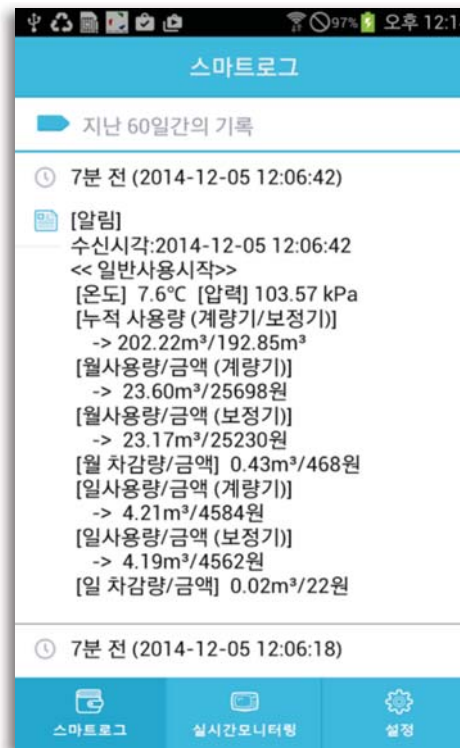 97% 오후 12:1
스마트로그
지난 60일간의 기록
7분 전 (2014-12-05 12:06:42)
[알림]
수신시각:2014-12-05 12:06:42
<< 일반사용시작>>
[온도] 7.6℃ [압력] 103.57 kPa
[누적 사용량 (계량기/보정기)]
-> 202.22m³/192.85m³
[월사용량/금액 (계량기)]
-> 23.60m³/25698원
[월사용량/금액 (보정기)]
-> 23.17m³/25230원
[월 차감량/금액] 0.43m³/468원
[일사용량/금액 (계량기)]
-> 4.21m³/4584원
[일사용량/금액 (보정기)]
-> 4.19m³/4562원
[일 차감량/금액] 0.02m³/22원
7분 전 (2014-12-05 12:06:18)
스마트로그 실시간모니터링 설정